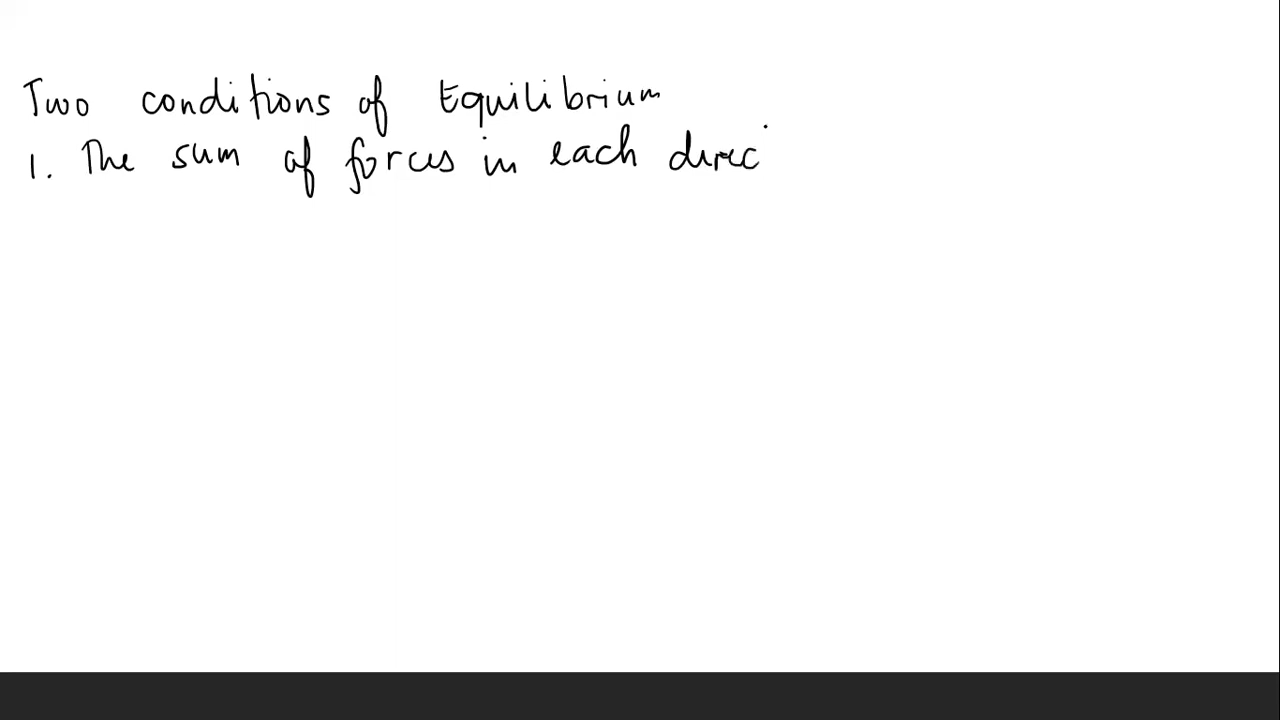 Two conditions of Equilibrium
1. The sum of forces in each direc